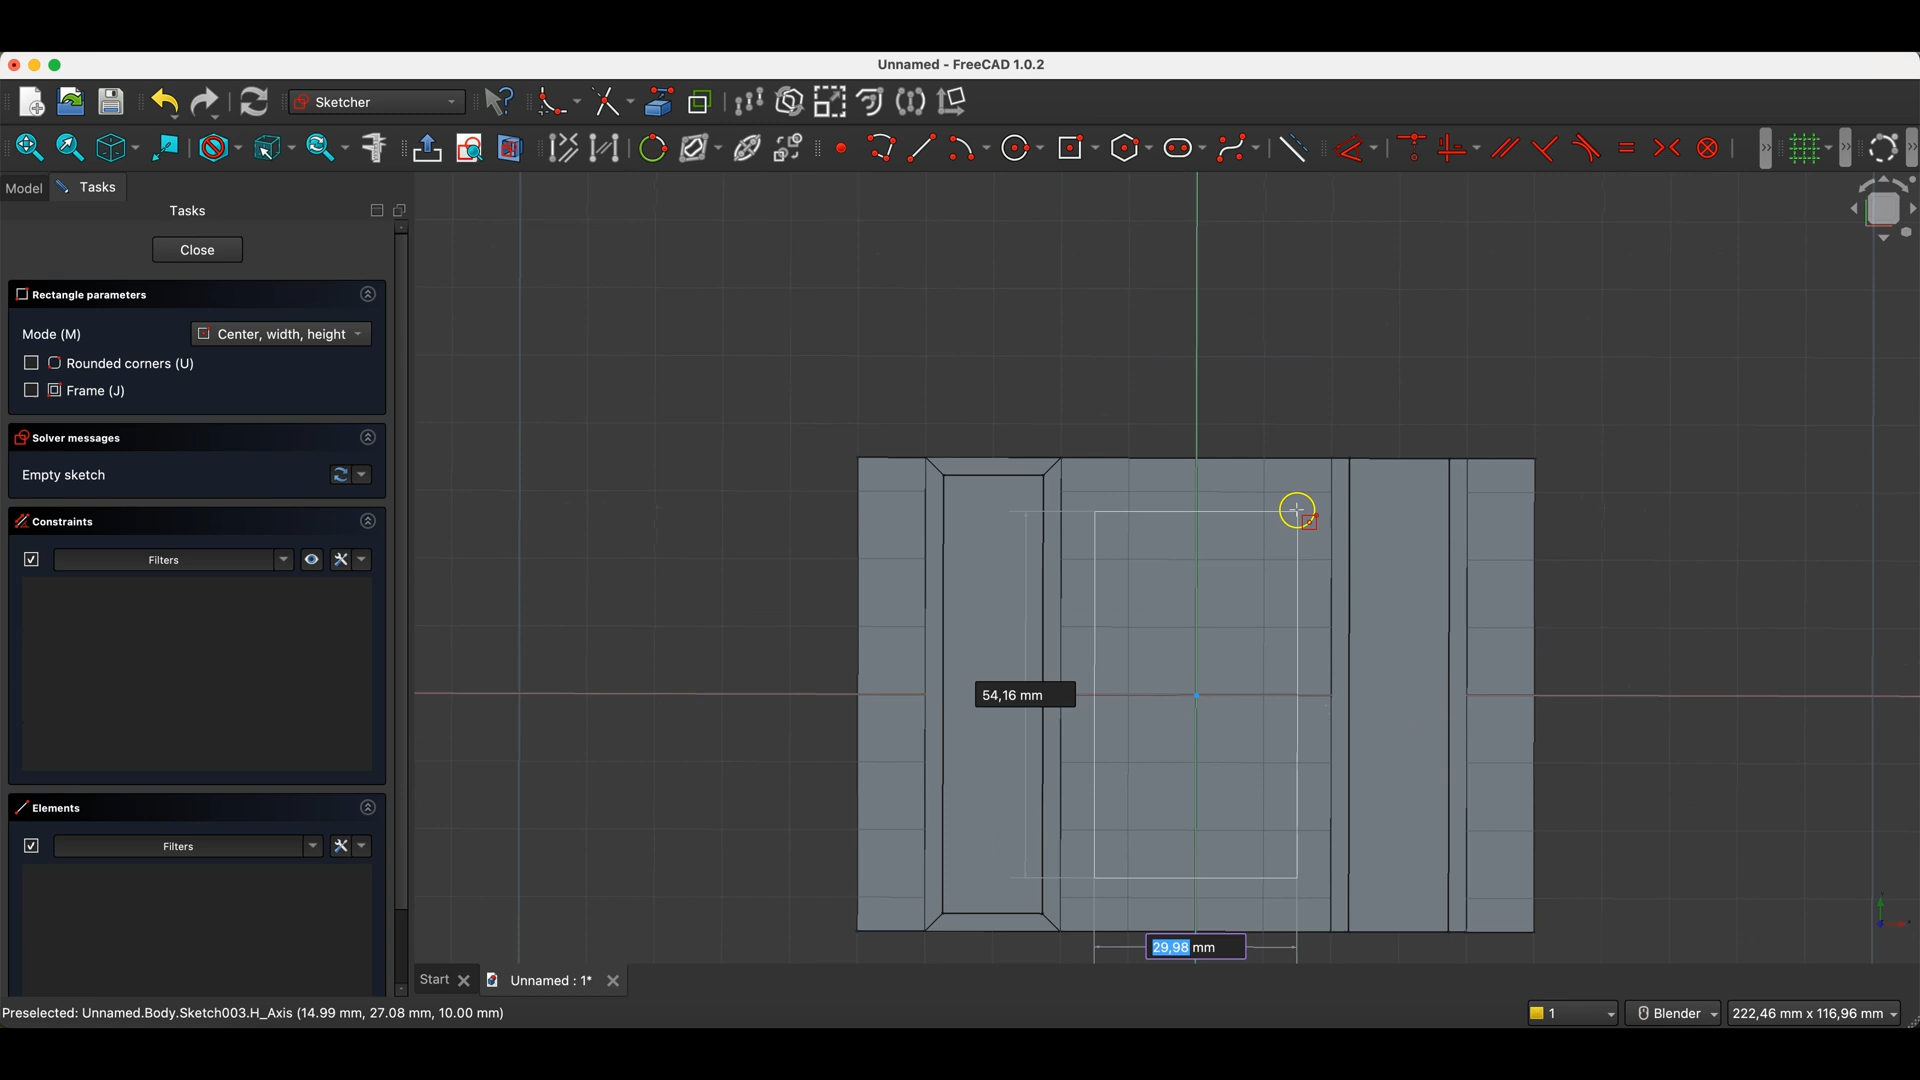 Unnamed - FreeCAD 1.0.2
Sketcher
Model
Tasks
Tasks
Close
Rectangle parameters
Mode (M)
Center, width, height
Rounded corners (U)
Frame (J)
Solver messages
Empty sketch
Constraints
Filters
Elements
Filters
54,16 mm
29,98 mm
Start
Unnamed : 1*
Preselected: Unnamed.Body.Sketch003.H_Axis (14.99 mm, 27.08 mm, 10.00 mm)
1
Blender
222,46 mm x 116,96 mm